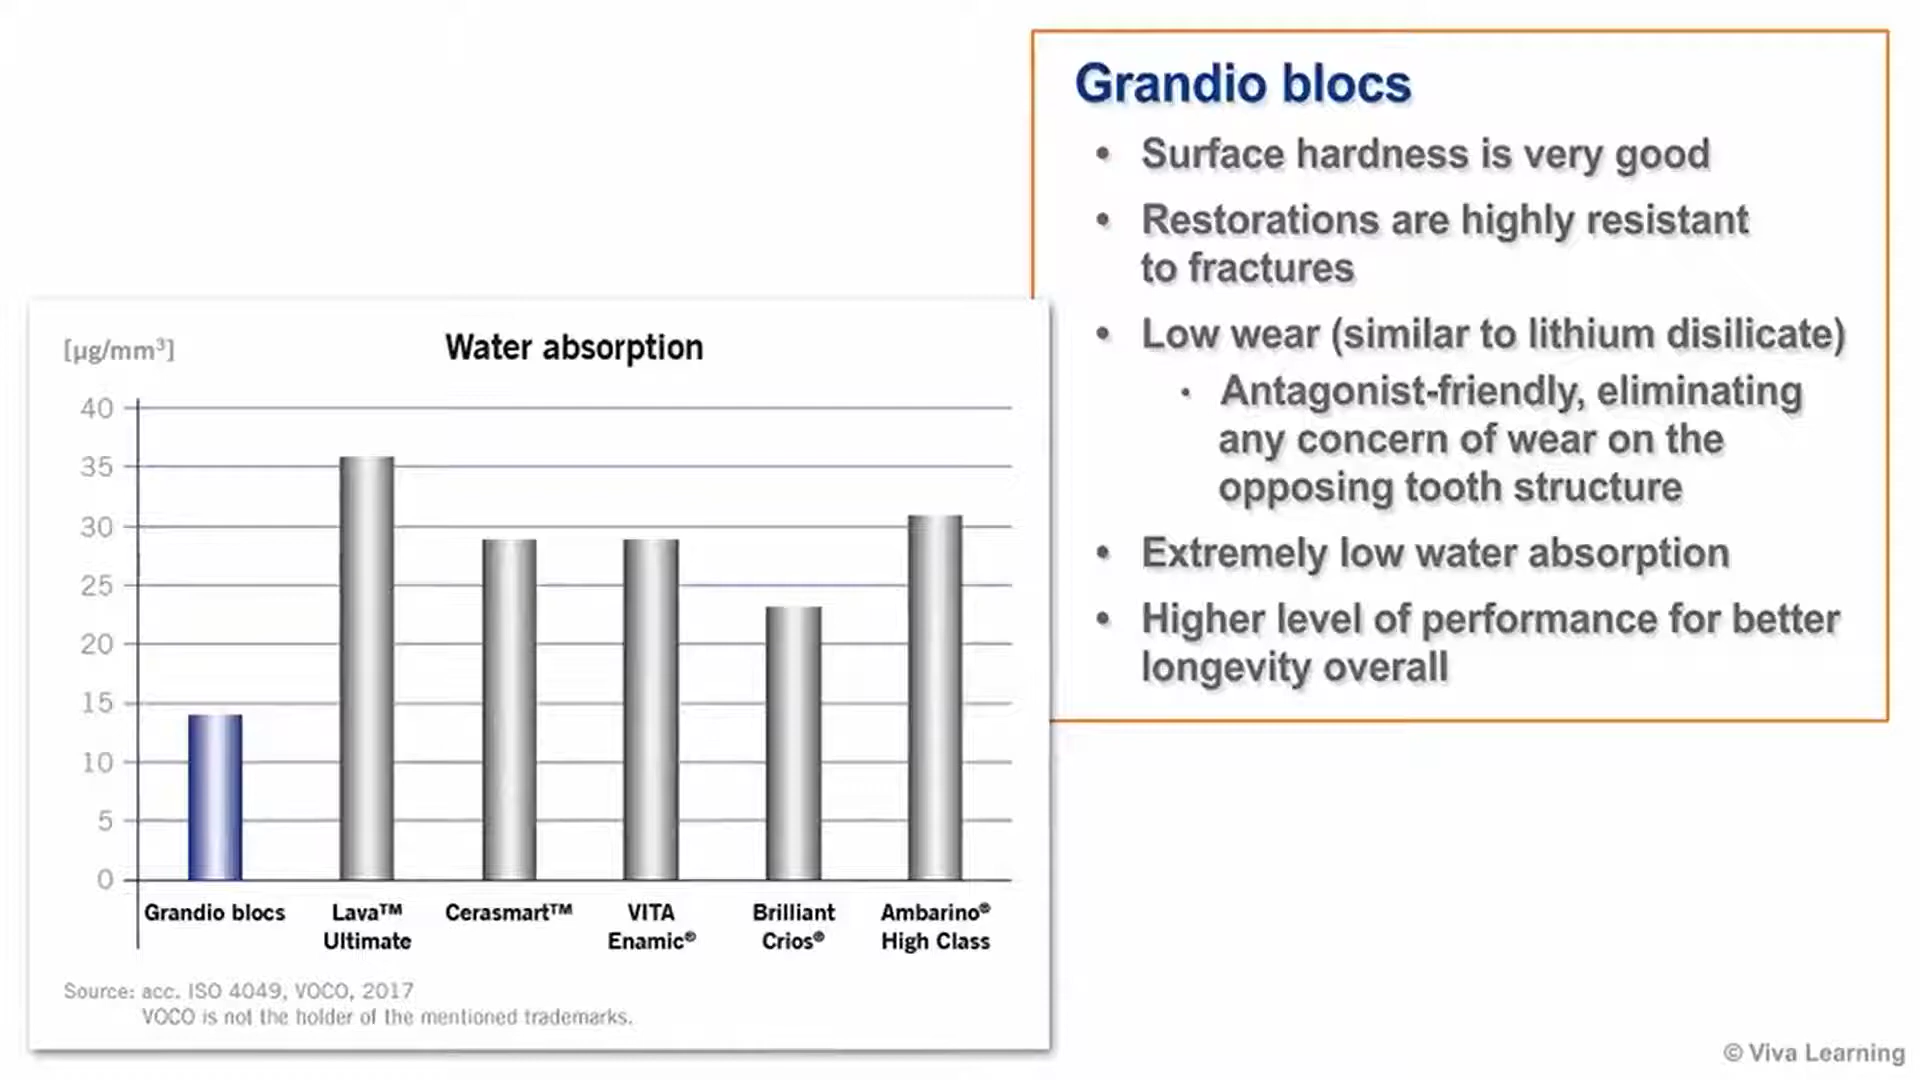 Grandio blocs
• Surface hardness is very good
• Restorations are highly resistant
to fractures
• Low wear (similar to lithium disilicate)
• Antagonist-friendly, eliminating
any concern of wear on the
opposing tooth structure
• Extremely low water absorption
• Higher level of performance for better
longevity overall
[µg/mm³]
Water absorption
40
35
30
25
20
15
10
5
0
Grandio blocs
Lava™
Ultimate
Cerasmart™
VITA
Enamic®
Brilliant
Crios®
Ambarino®
High Class
Source: acc. ISO 4049, VOCO, 2017
VOCO is not the holder of the mentioned trademarks.
© Viva Learning